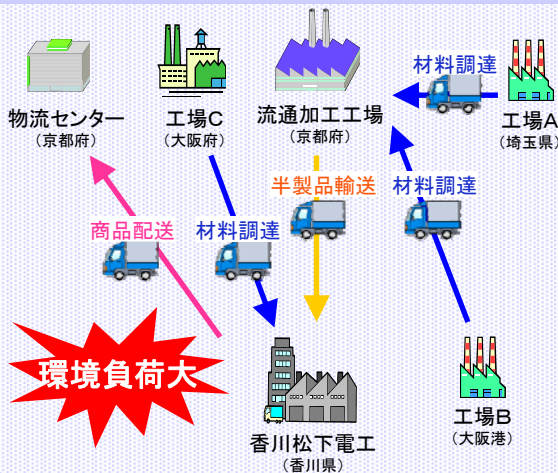 物流センター
（京都府）
工場C
（大阪府）
流通加工工場
（京都府）
材料調達
工場A
（埼玉県）
商品配送
材料調達
半製品輸送
材料調達
環境負荷大
香川松下電工
（香川県）
工場B
（大阪港）